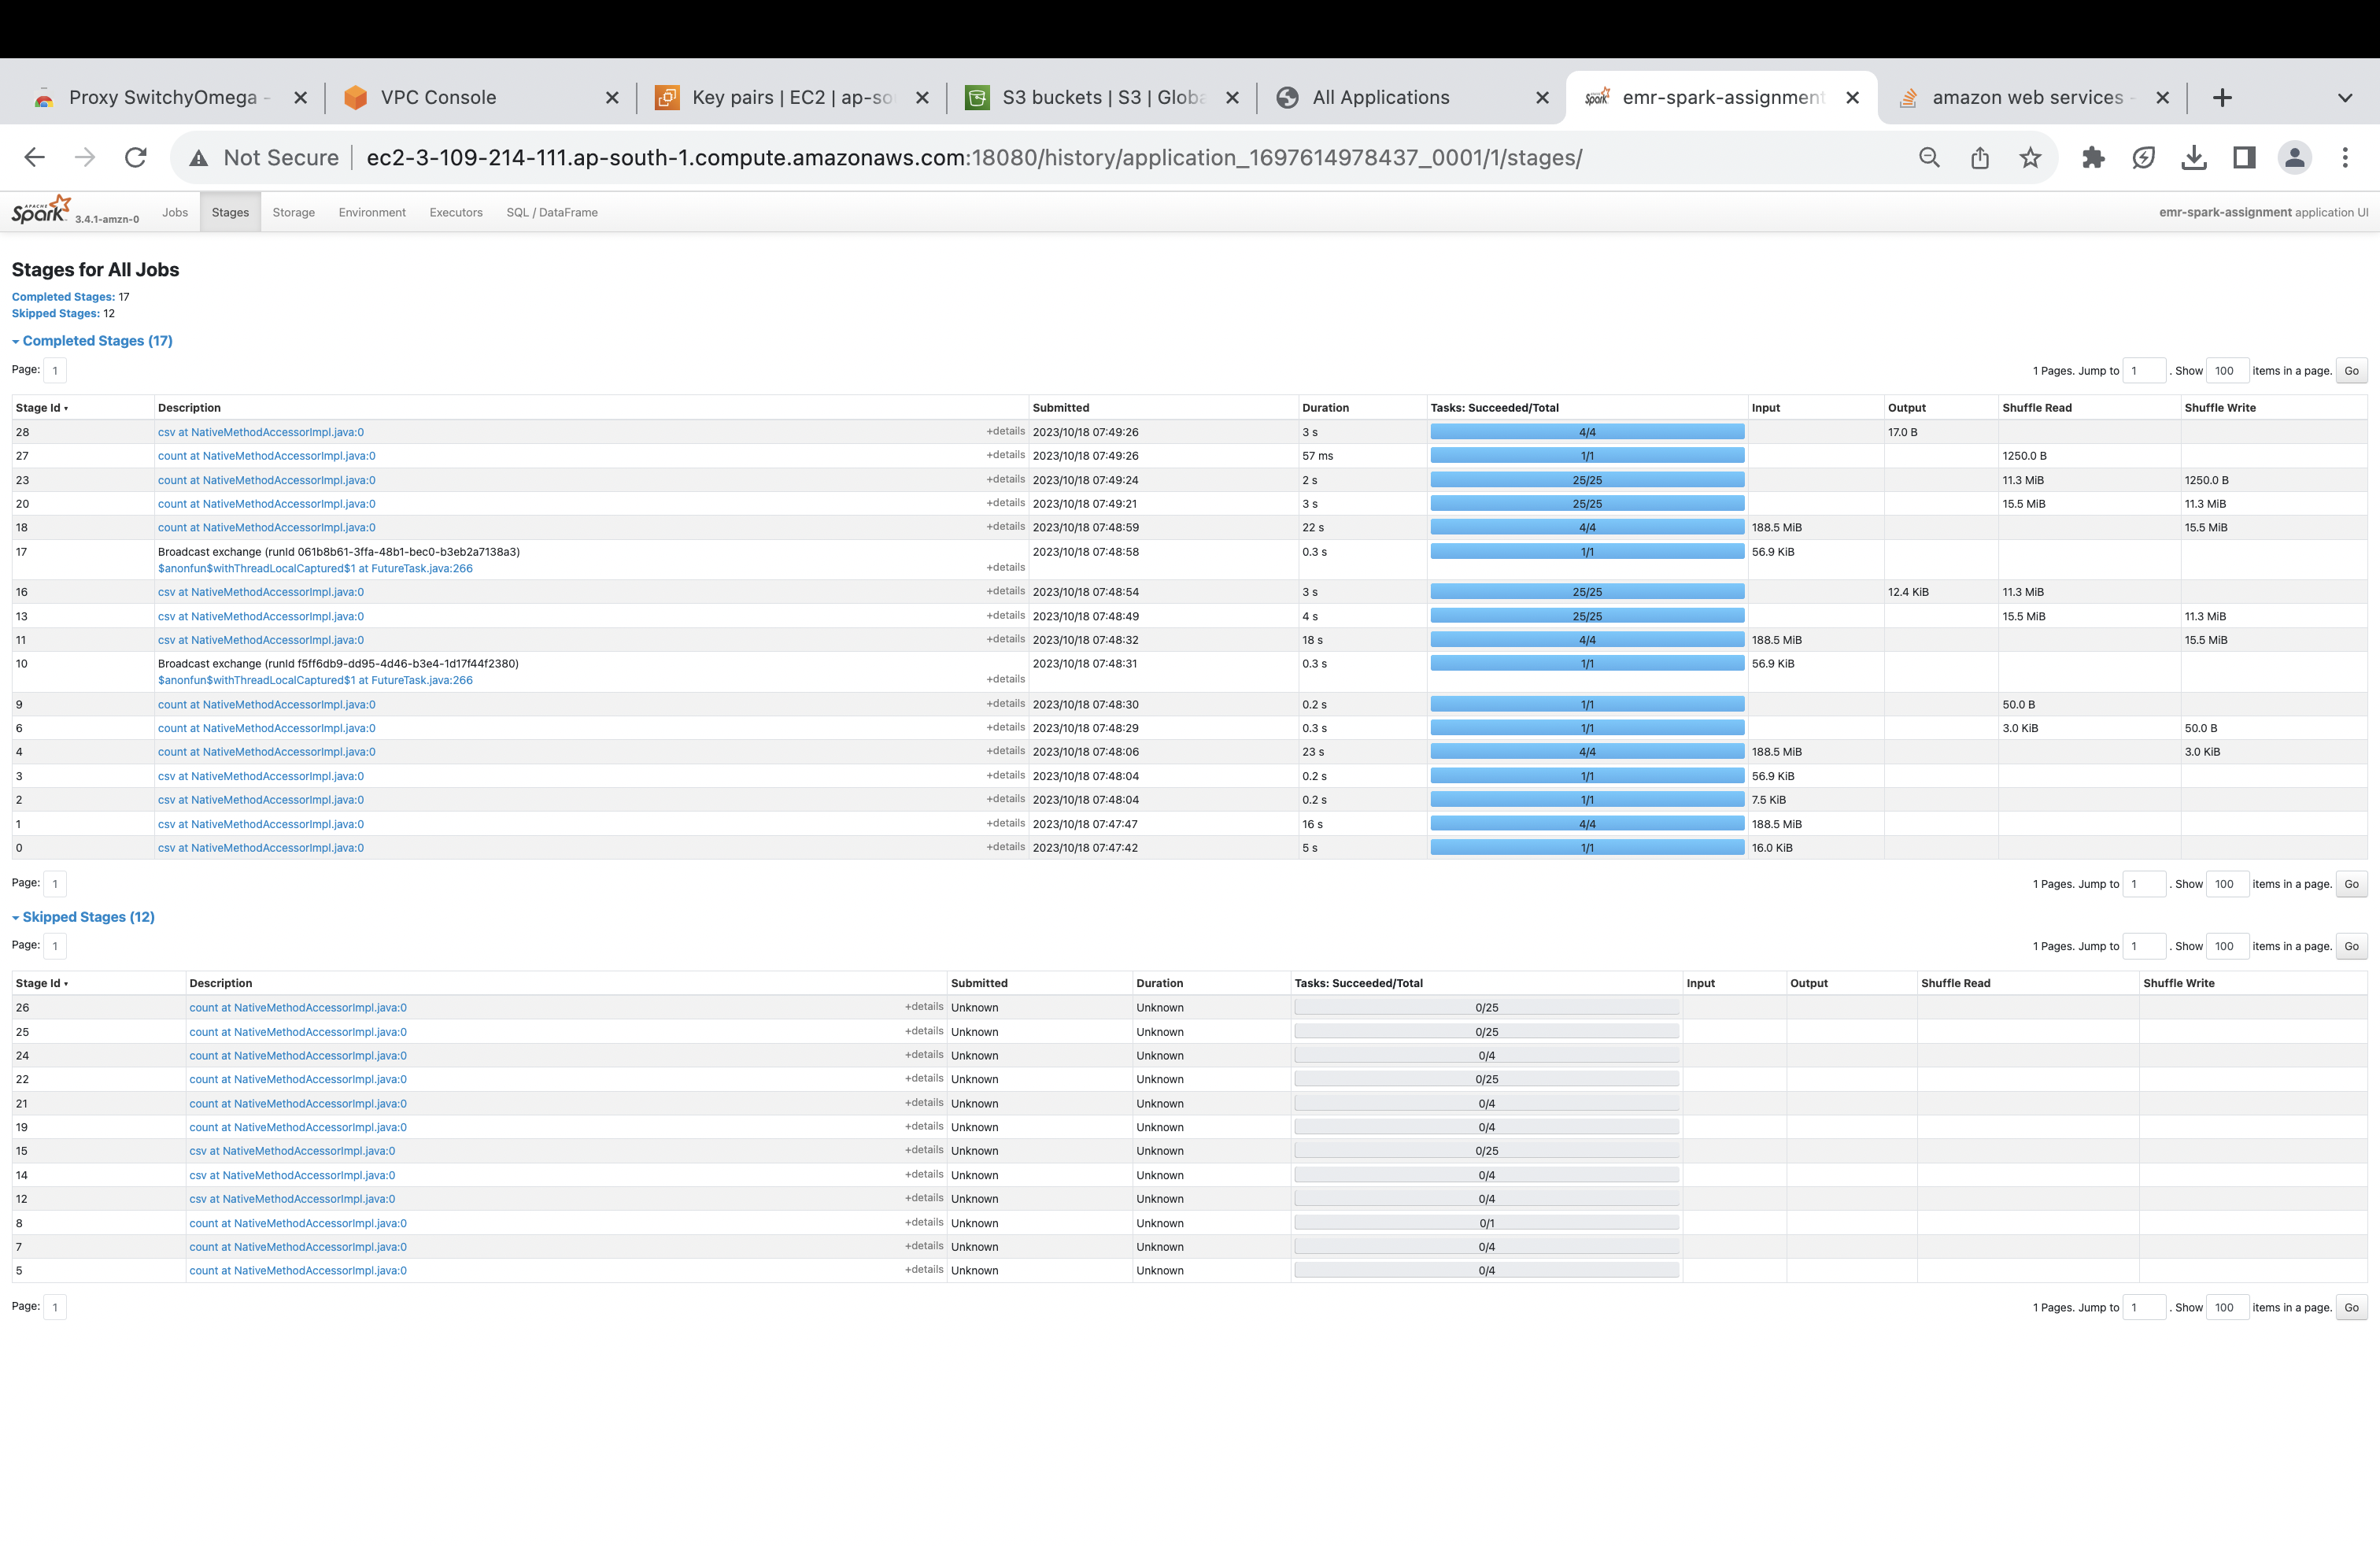 Proxy SwitchyOmega -
VPC Console
Key pairs | EC2 | ap-so
S3 buckets | S3 | Globa
All Applications
emr-spark-assignment
amazon web services -
Not Secure ec2-3-109-214-111.ap-south-1.compute.amazonaws.com:18080/history/application_1697614978437_0001/1/stages/
APACHE Spark 3.4.1-amzn-0 Jobs Stages Storage Environment Executors SQL / DataFrame emr-spark-assignment application UI
Stages for All Jobs
Completed Stages: 17
Skipped Stages: 12
Completed Stages (17)
Page: 1 1 Pages. Jump to 1 . Show 100 items in a page. Go
Stage Id Description Submitted Duration Tasks: Succeeded/Total Input Output Shuffle Read Shuffle Write
28 csv at NativeMethodAccessorImpl.java:0 +details 2023/10/18 07:49:26 3 s 4/4 17.0 B
27 count at NativeMethodAccessorImpl.java:0 +details 2023/10/18 07:49:26 57 ms 1/1 1250.0 B
23 count at NativeMethodAccessorImpl.java:0 +details 2023/10/18 07:49:24 2 s 25/25 11.3 MiB 1250.0 B
20 count at NativeMethodAccessorImpl.java:0 +details 2023/10/18 07:49:21 3 s 25/25 15.5 MiB 11.3 MiB
18 count at NativeMethodAccessorImpl.java:0 +details 2023/10/18 07:48:59 22 s 4/4 188.5 MiB 15.5 MiB
17 Broadcast exchange (runId 061b8b61-3ffa-48b1-bec0-b3eb2a7138a3) 2023/10/18 07:48:58 0.3 s 1/1 56.9 KiB
$anonfun$withThreadLocalCaptured$1 at FutureTask.java:266 +details
16 csv at NativeMethodAccessorImpl.java:0 +details 2023/10/18 07:48:54 3 s 25/25 12.4 KiB 11.3 MiB
13 csv at NativeMethodAccessorImpl.java:0 +details 2023/10/18 07:48:49 4 s 25/25 15.5 MiB 11.3 MiB
11 csv at NativeMethodAccessorImpl.java:0 +details 2023/10/18 07:48:32 18 s 4/4 188.5 MiB 15.5 MiB
10 Broadcast exchange (runId f5ff6db9-dd95-4d46-b3e4-1d17f44f2380) 2023/10/18 07:48:31 0.3 s 1/1 56.9 KiB
$anonfun$withThreadLocalCaptured$1 at FutureTask.java:266 +details
9 count at NativeMethodAccessorImpl.java:0 +details 2023/10/18 07:48:30 0.2 s 1/1 50.0 B
6 count at NativeMethodAccessorImpl.java:0 +details 2023/10/18 07:48:29 0.3 s 1/1 3.0 KiB 50.0 B
4 count at NativeMethodAccessorImpl.java:0 +details 2023/10/18 07:48:06 23 s 4/4 188.5 MiB 3.0 KiB
3 csv at NativeMethodAccessorImpl.java:0 +details 2023/10/18 07:48:04 0.2 s 1/1 56.9 KiB
2 csv at NativeMethodAccessorImpl.java:0 +details 2023/10/18 07:48:04 0.2 s 1/1 7.5 KiB
1 csv at NativeMethodAccessorImpl.java:0 +details 2023/10/18 07:47:47 16 s 4/4 188.5 MiB
0 csv at NativeMethodAccessorImpl.java:0 +details 2023/10/18 07:47:42 5 s 1/1 16.0 KiB
Page: 1 1 Pages. Jump to 1 . Show 100 items in a page. Go
Skipped Stages (12)
Page: 1 1 Pages. Jump to 1 . Show 100 items in a page. Go
Stage Id Description Submitted Duration Tasks: Succeeded/Total Input Output Shuffle Read Shuffle Write
26 count at NativeMethodAccessorImpl.java:0 +details Unknown Unknown 0/25
25 count at NativeMethodAccessorImpl.java:0 +details Unknown Unknown 0/25
24 count at NativeMethodAccessorImpl.java:0 +details Unknown Unknown 0/4
22 count at NativeMethodAccessorImpl.java:0 +details Unknown Unknown 0/25
21 count at NativeMethodAccessorImpl.java:0 +details Unknown Unknown 0/4
19 count at NativeMethodAccessorImpl.java:0 +details Unknown Unknown 0/4
15 csv at NativeMethodAccessorImpl.java:0 +details Unknown Unknown 0/25
14 csv at NativeMethodAccessorImpl.java:0 +details Unknown Unknown 0/4
12 csv at NativeMethodAccessorImpl.java:0 +details Unknown Unknown 0/4
8 count at NativeMethodAccessorImpl.java:0 +details Unknown Unknown 0/1
7 count at NativeMethodAccessorImpl.java:0 +details Unknown Unknown 0/4
5 count at NativeMethodAccessorImpl.java:0 +details Unknown Unknown 0/4
Page: 1 1 Pages. Jump to 1 . Show 100 items in a page. Go